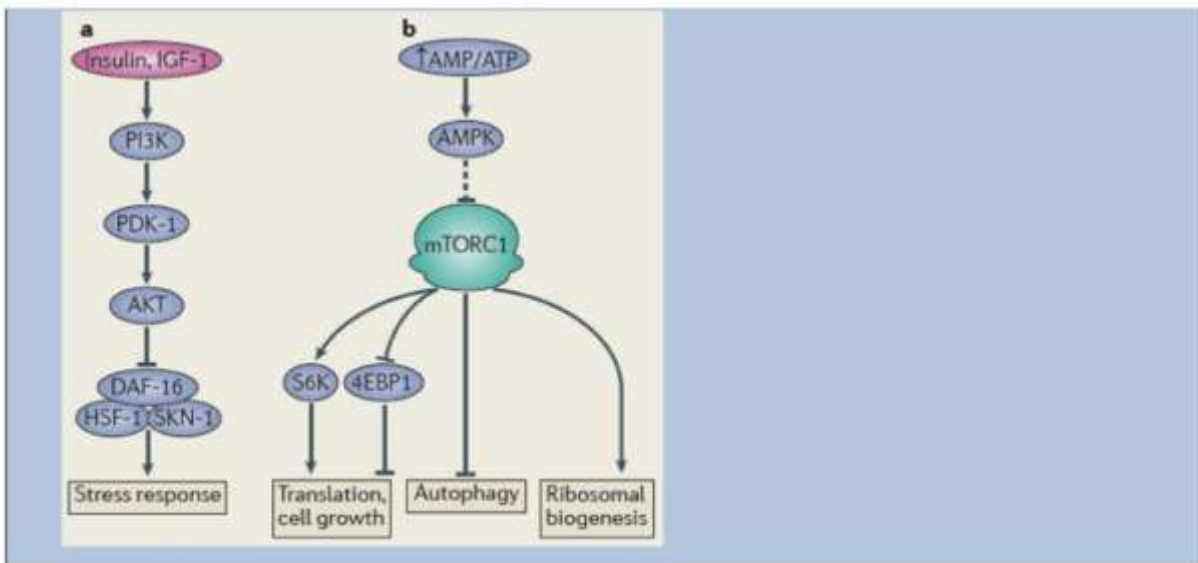 a
Insulin, IGF-1
PI3K
PDK-1
AKT
DAF-16
HSF-1 SKN-1
Stress response
b
↑AMP/ATP
AMPK
mTORC1
S6K
4EBP1
Translation,
cell growth
Autophagy
Ribosomal
biogenesis